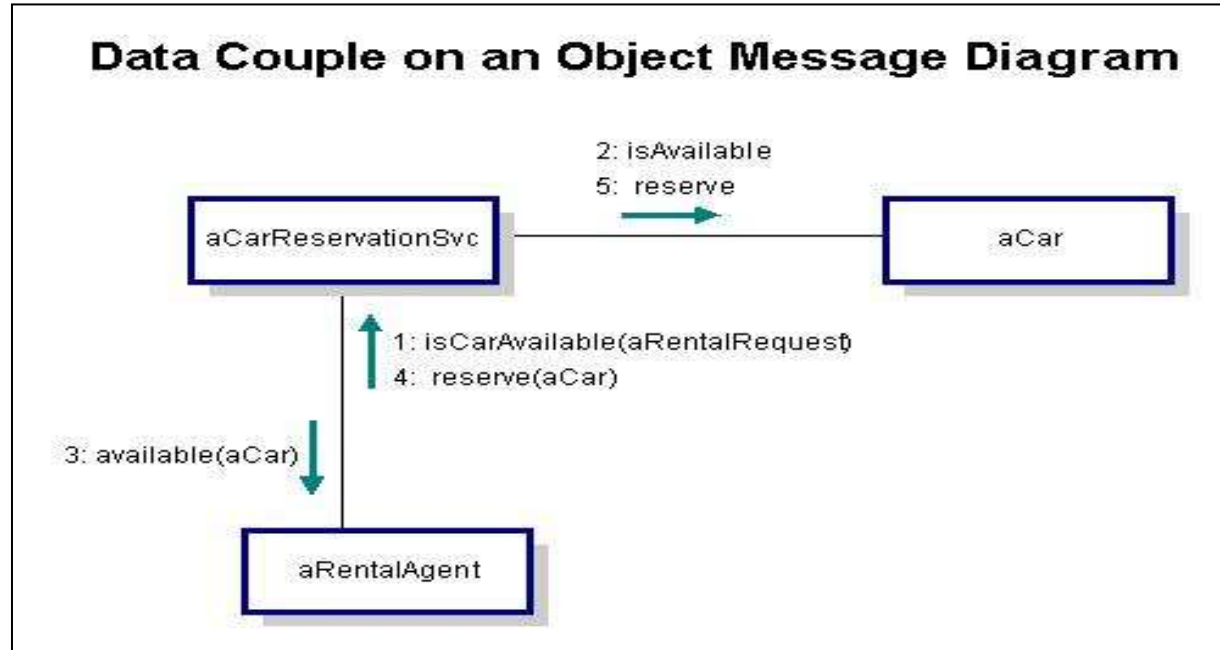 Data Couple on an Object Message Diagram
2: isAvailable
5: reserve
aCarReservationSvc
aCar
1: isCarAvailable(aRentalRequest)
4: reserve(aCar)
3: available(aCar)
aRentalAgent